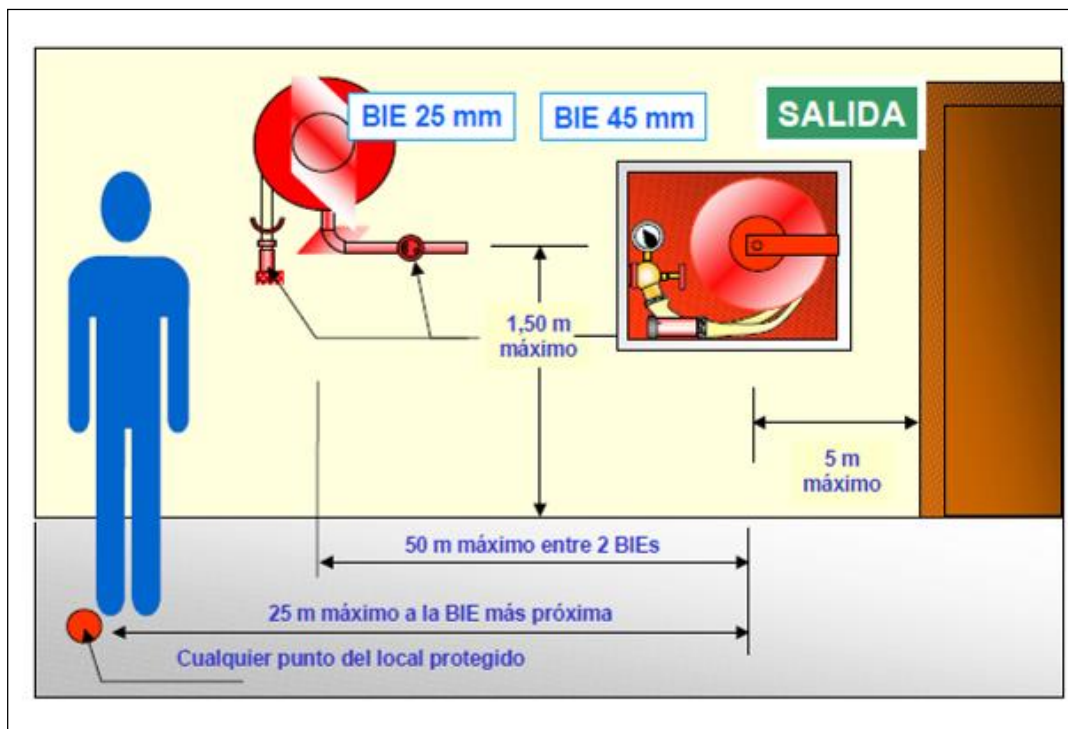 BIE 25 mm
BIE 45 mm
SALIDA
1,50 m
máximo
5 m
máximo
50 m máximo entre 2 BIEs
25 m máximo a la BIE más próxima
Cualquier punto del local protegido